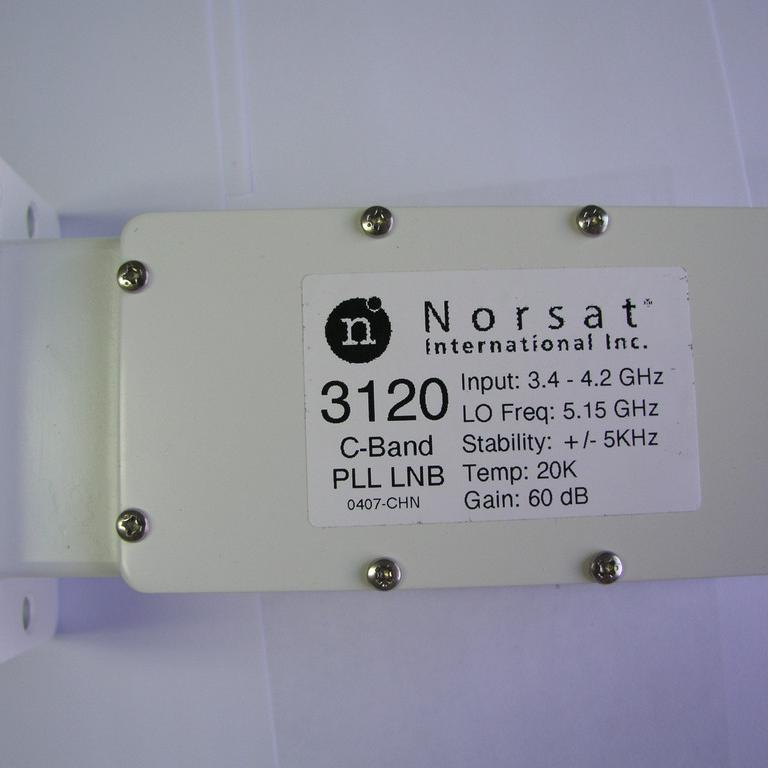 n
Norsat
International Inc.
3120
C-Band
PLL LNB
0407-CHN
Input: 3.4 - 4.2 GHz
LO Freq: 5.15 GHz
Stability: +/- 5KHz
Temp: 20K
Gain: 60 dB